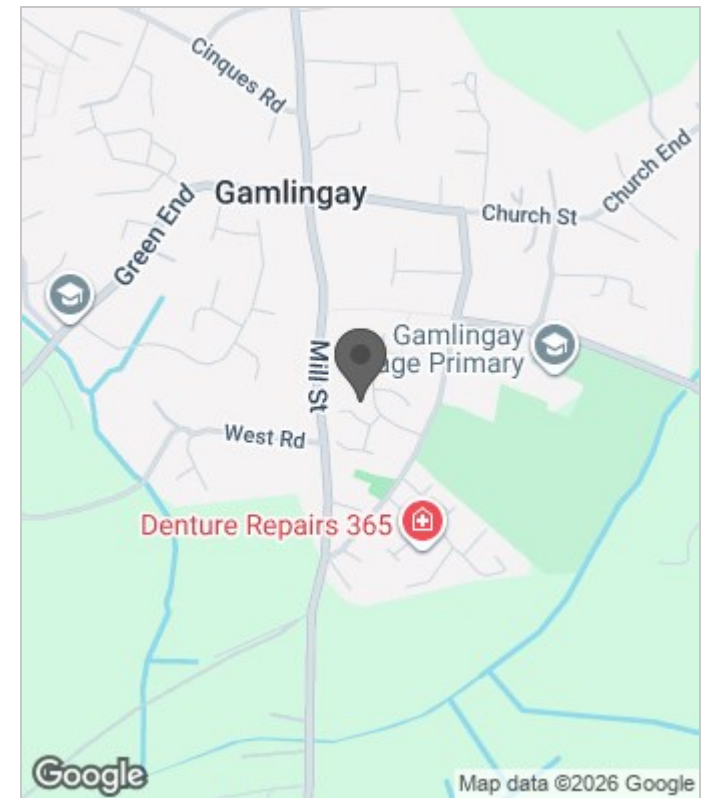 Cinques Rd
Gamlingay
Church End
Church St
Green End
Gamlingay
age Primary
Mill St
West Rd
Denture Repairs 365
Google
Map data ©2026 Google